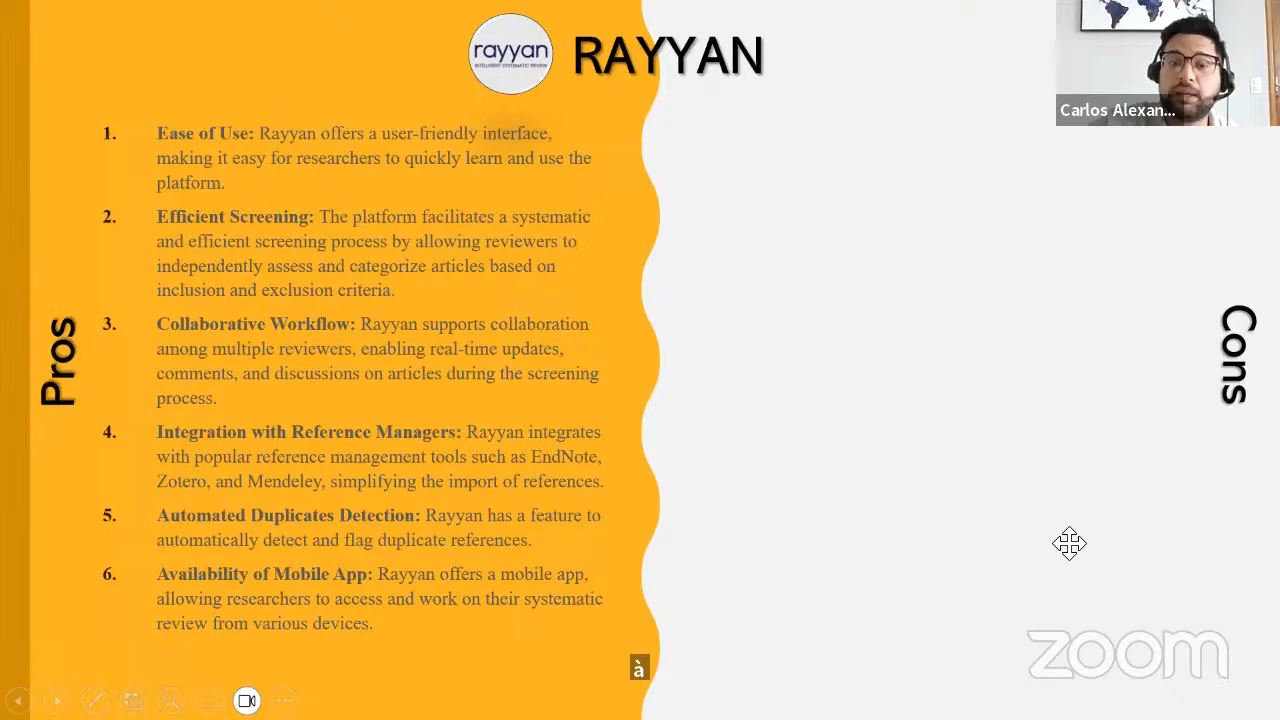 rayyan
INTELLIGENT SYSTEMATIC REVIEW
RAYYAN
Carlos Alexan...
Pros
1. Ease of Use: Rayyan offers a user-friendly interface,
making it easy for researchers to quickly learn and use the
platform.
2. Efficient Screening: The platform facilitates a systematic
and efficient screening process by allowing reviewers to
independently assess and categorize articles based on
inclusion and exclusion criteria.
3. Collaborative Workflow: Rayyan supports collaboration
among multiple reviewers, enabling real-time updates,
comments, and discussions on articles during the screening
process.
4. Integration with Reference Managers: Rayyan integrates
with popular reference management tools such as EndNote,
Zotero, and Mendeley, simplifying the import of references.
5. Automated Duplicates Detection: Rayyan has a feature to
automatically detect and flag duplicate references.
6. Availability of Mobile App: Rayyan offers a mobile app,
allowing researchers to access and work on their systematic
review from various devices.
Cons
à
zoom